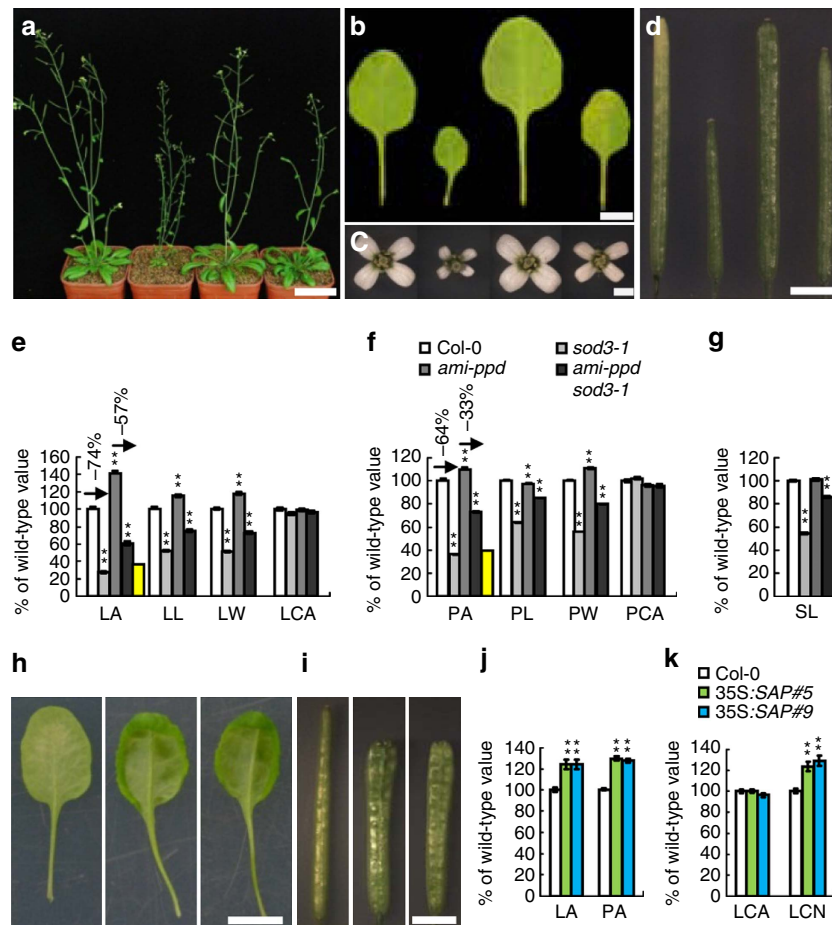 a
b
c
d
e
f
g
Col-0
sod3-1
ami-ppd
ami-ppd
sod3-1
–74%
–57%
–64%
–33%
% of wild-type value
160
140
120
100
80
60
40
20
0
**
**
**
**
**
**
**
LA
LL
LW
LCA
% of wild-type value
120
100
80
60
40
20
0
**
**
**
**
**
**
**
PA
PL
PW
PCA
% of wild-type value
120
100
80
60
40
20
0
**
**
SL
h
i
j
k
Col-0
35S:SAP#5
35S:SAP#9
% of wild-type value
140
120
100
80
60
40
20
0
**
**
**
**
LA
PA
% of wild-type value
140
120
100
80
60
40
20
0
**
**
LCA
LCN